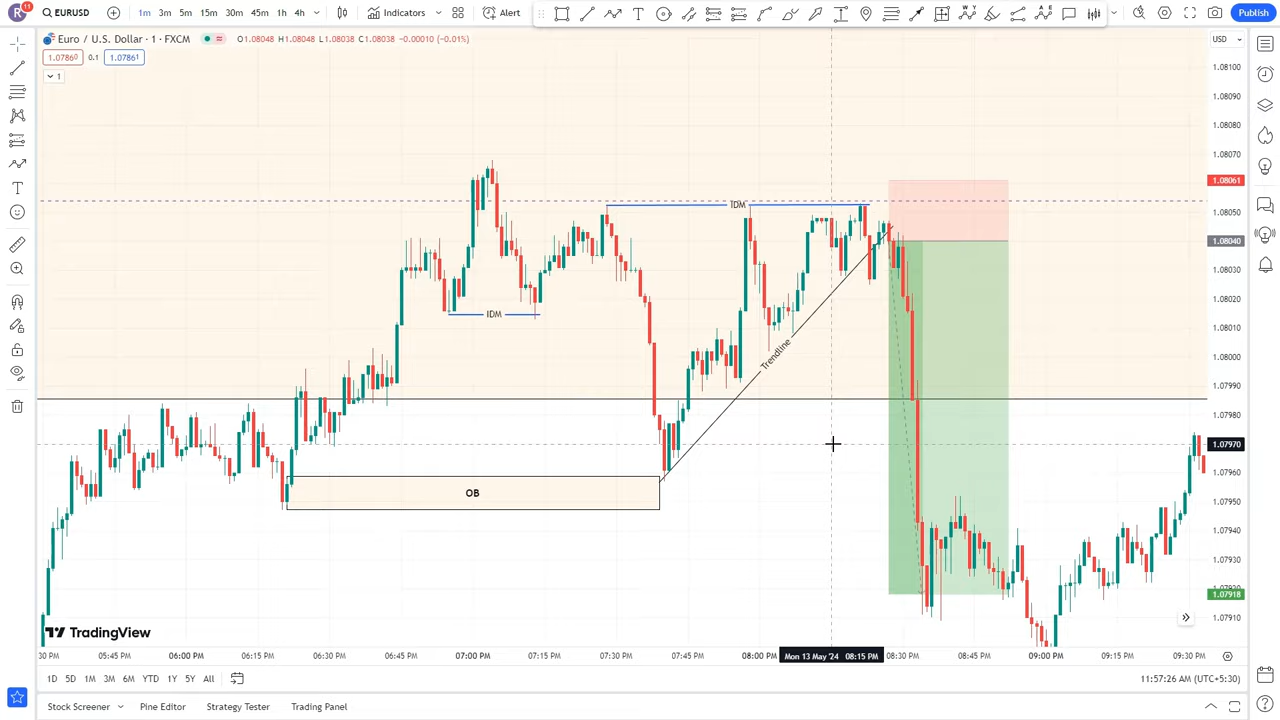 R 11 EURUSD 1m 3m 5m 15m 30m 45m 1h 4h Indicators Alert Publish
Euro / U.S. Dollar · 1 · FXCM O1.08048 H1.08048 L1.08038 C1.08038 -0.00010 (-0.01%) USD
1.07860 0.1 1.07861
1
1.08100
1.08090
1.08080
1.08070
1.08061
1.08050
1.08040
1.08030
1.08020
1.08010
1.08000
1.07990
1.07980
1.07970
1.07960
1.07950
1.07940
1.07930
1.07920
1.07918
1.07910
IDM
IDM
Trendline
OB
TradingView
:30 PM 05:45 PM 06:00 PM 06:15 PM 06:30 PM 06:45 PM 07:00 PM 07:15 PM 07:30 PM 07:45 PM 08:00 PM Mon 13 May '24 08:15 PM 08:30 PM 08:45 PM 09:00 PM 09:15 PM 09:30 PM
1D 5D 1M 3M 6M YTD 1Y 5Y All 11:57:26 AM (UTC+5:30)
Stock Screener Pine Editor Strategy Tester Trading Panel